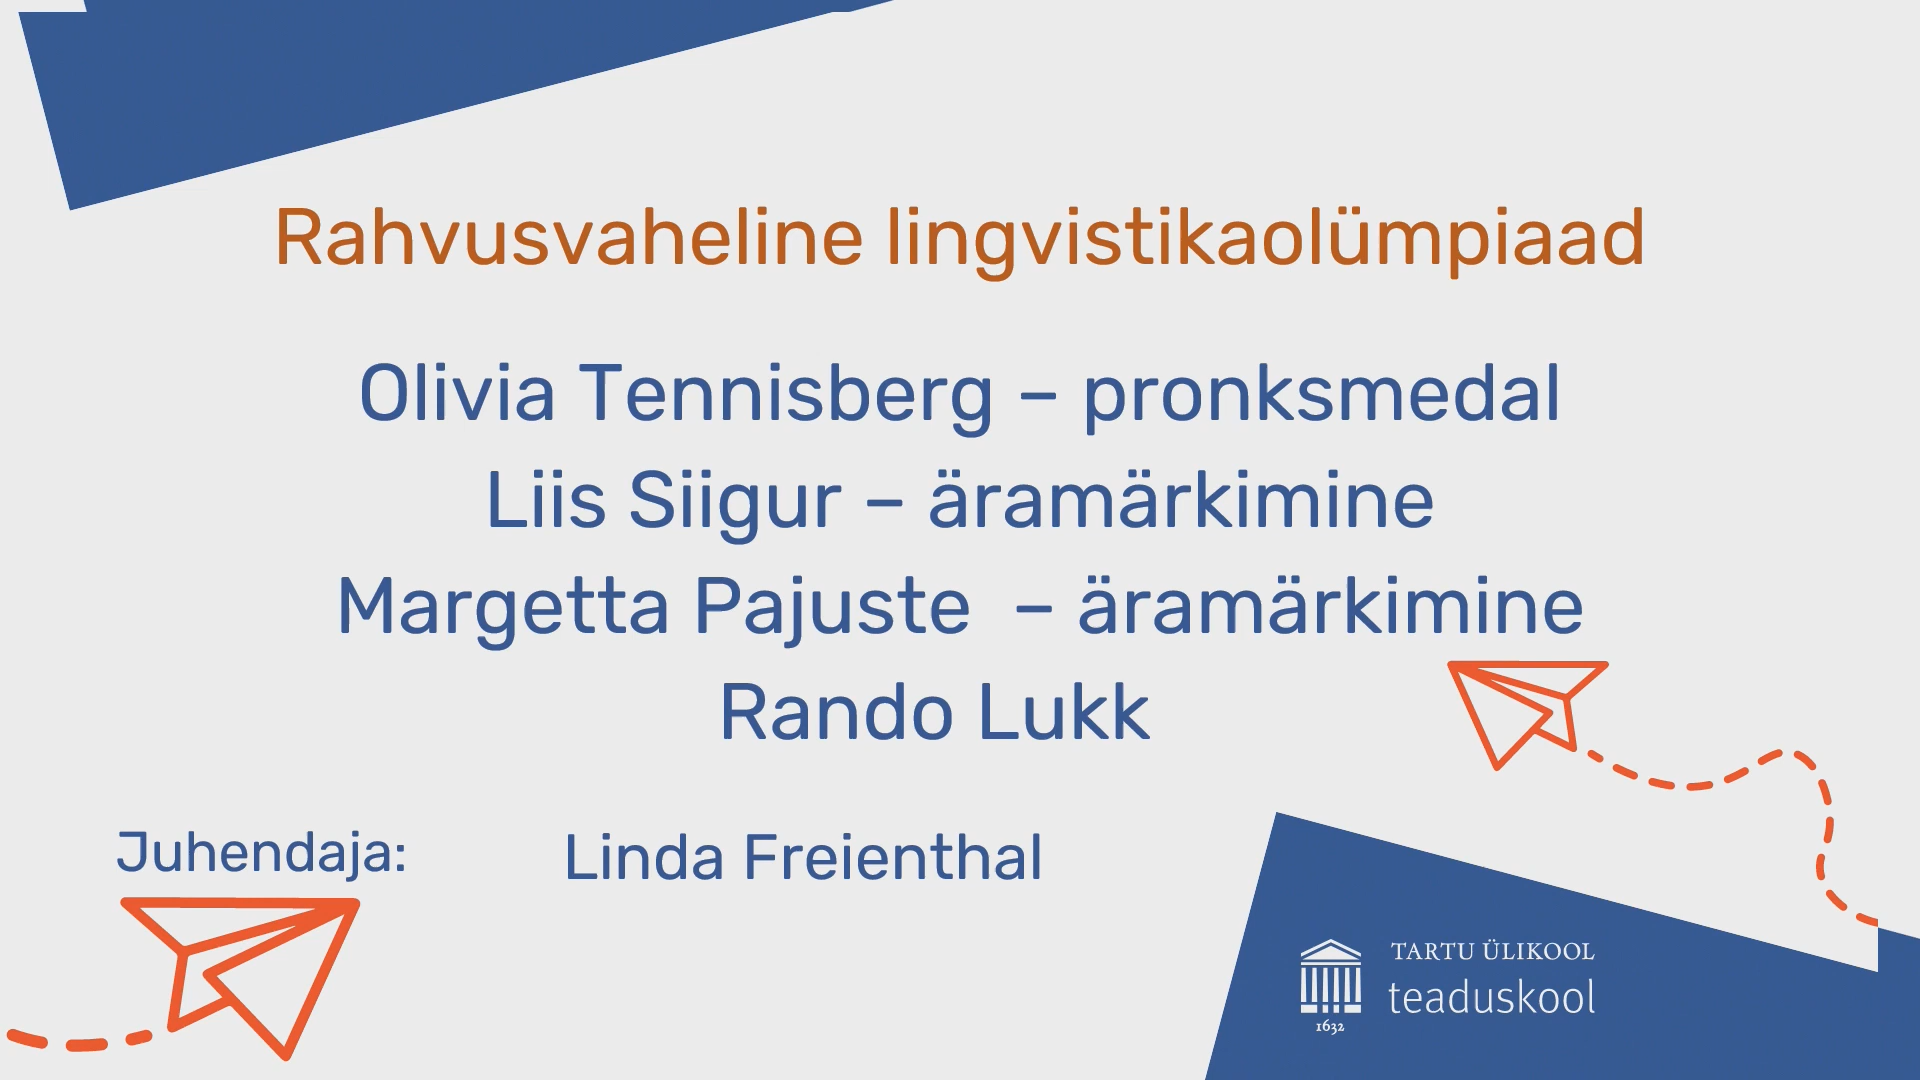 Rahvusvaheline lingvistikaolümpiaad
Olivia Tennisberg – pronksmedal
Liis Siigur – äramärkimine
Margetta Pajuste – äramärkimine
Rando Lukk
Juhendaja: Linda Freienthal
TARTU ÜLIKOOL
teaduskool
1632